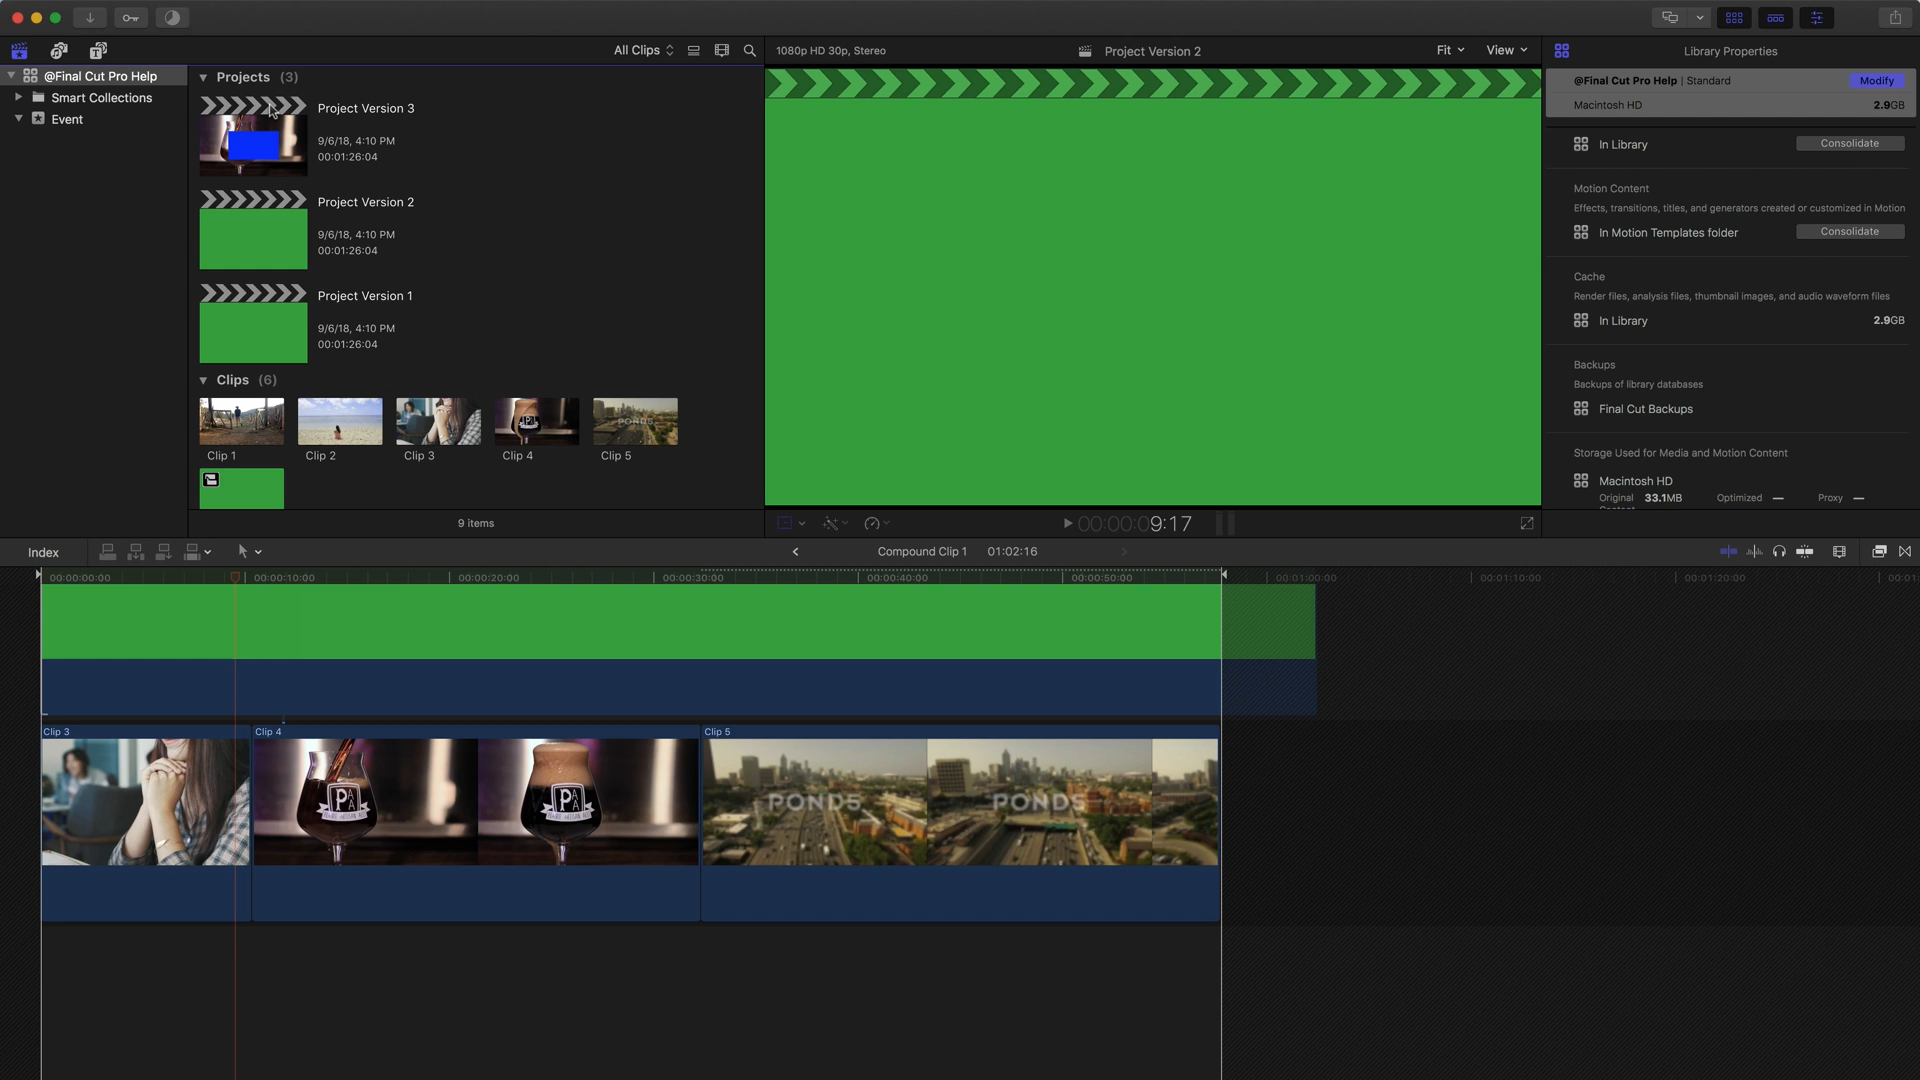 All Clips
1080p HD 30p, Stereo
Project Version 2
Fit
View
Library Properties
@Final Cut Pro Help
Smart Collections
Event
Projects (3)
Project Version 3
9/6/18, 4:10 PM
00:01:26:04
Project Version 2
9/6/18, 4:10 PM
00:01:26:04
Project Version 1
9/6/18, 4:10 PM
00:01:26:04
Clips (6)
PONDS
Clip 1
Clip 2
Clip 3
Clip 4
Clip 5
9 items
@Final Cut Pro Help | Standard
Modify
Macintosh HD
2.9GB
In Library
Consolidate
Motion Content
Effects, transitions, titles, and generators created or customized in Motion
In Motion Templates folder
Consolidate
Cache
Render files, analysis files, thumbnail images, and audio waveform files
In Library
2.9GB
Backups
Backups of library databases
Final Cut Backups
Storage Used for Media and Motion Content
Macintosh HD
Original 33.1MB Optimized — Proxy —
00:00:09:17
Index
Compound Clip 1
01:02:16
00:00:00:00
00:00:10:00
00:00:20:00
00:00:30:00
00:00:40:00
00:00:50:00
00:01:00:00
00:01:10:00
00:01:20:00
00:01:
Clip 3
Clip 4
Clip 5
POND5
POND5